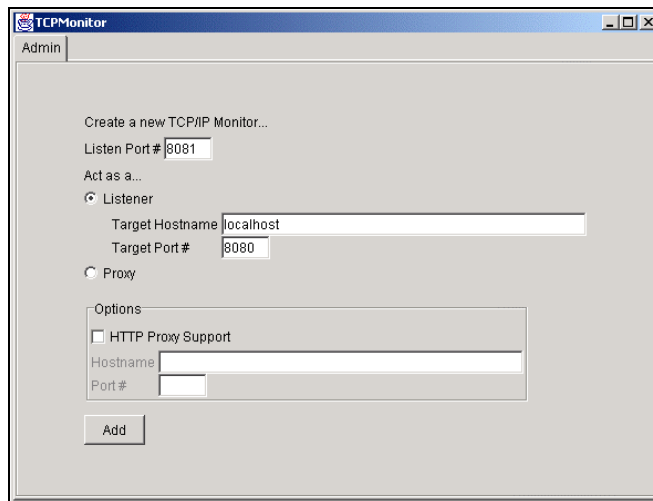 TCPMonitor
Admin
Create a new TCP/IP Monitor...
Listen Port # 8081
Act as a...
Listener
Target Hostname localhost
Target Port # 8080
Proxy
Options
HTTP Proxy Support
Hostname
Port #
Add